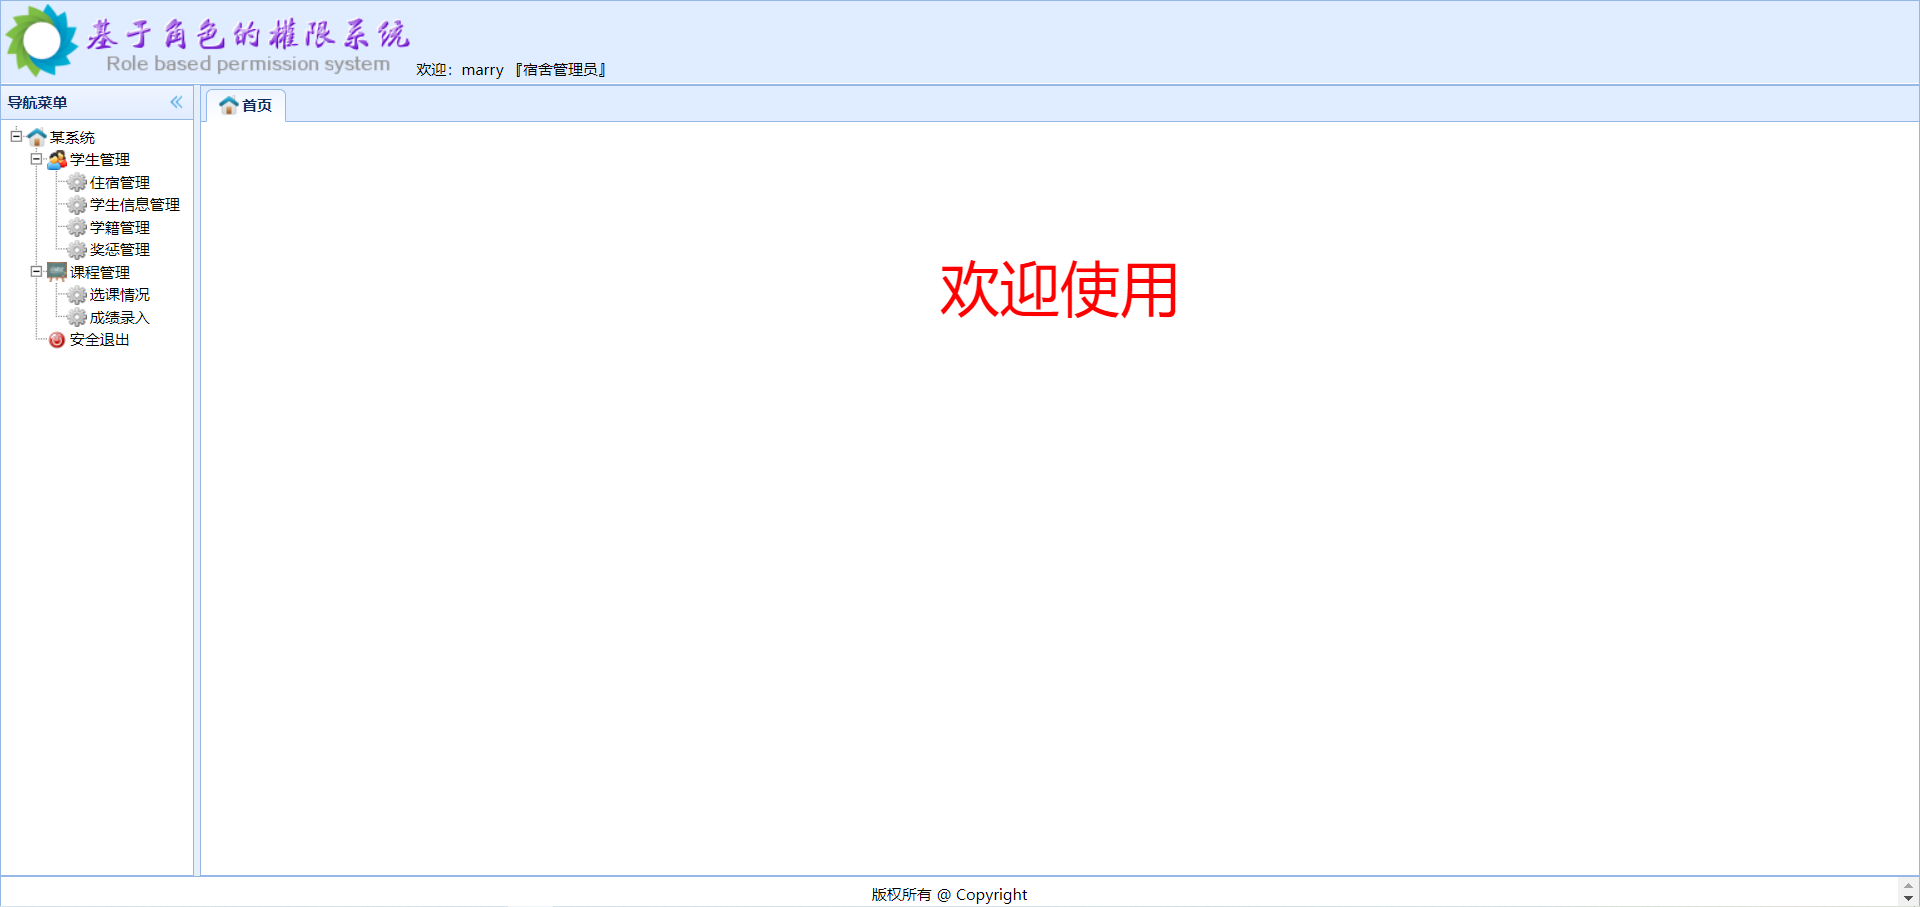 基于角色的權限系统
Role based permission system
欢迎：marry 『宿舍管理员』
导航菜单
首页
某系统
学生管理
住宿管理
学生信息管理
学籍管理
奖惩管理
课程管理
选课情况
成绩录入
安全退出
欢迎使用
版权所有 @ Copyright